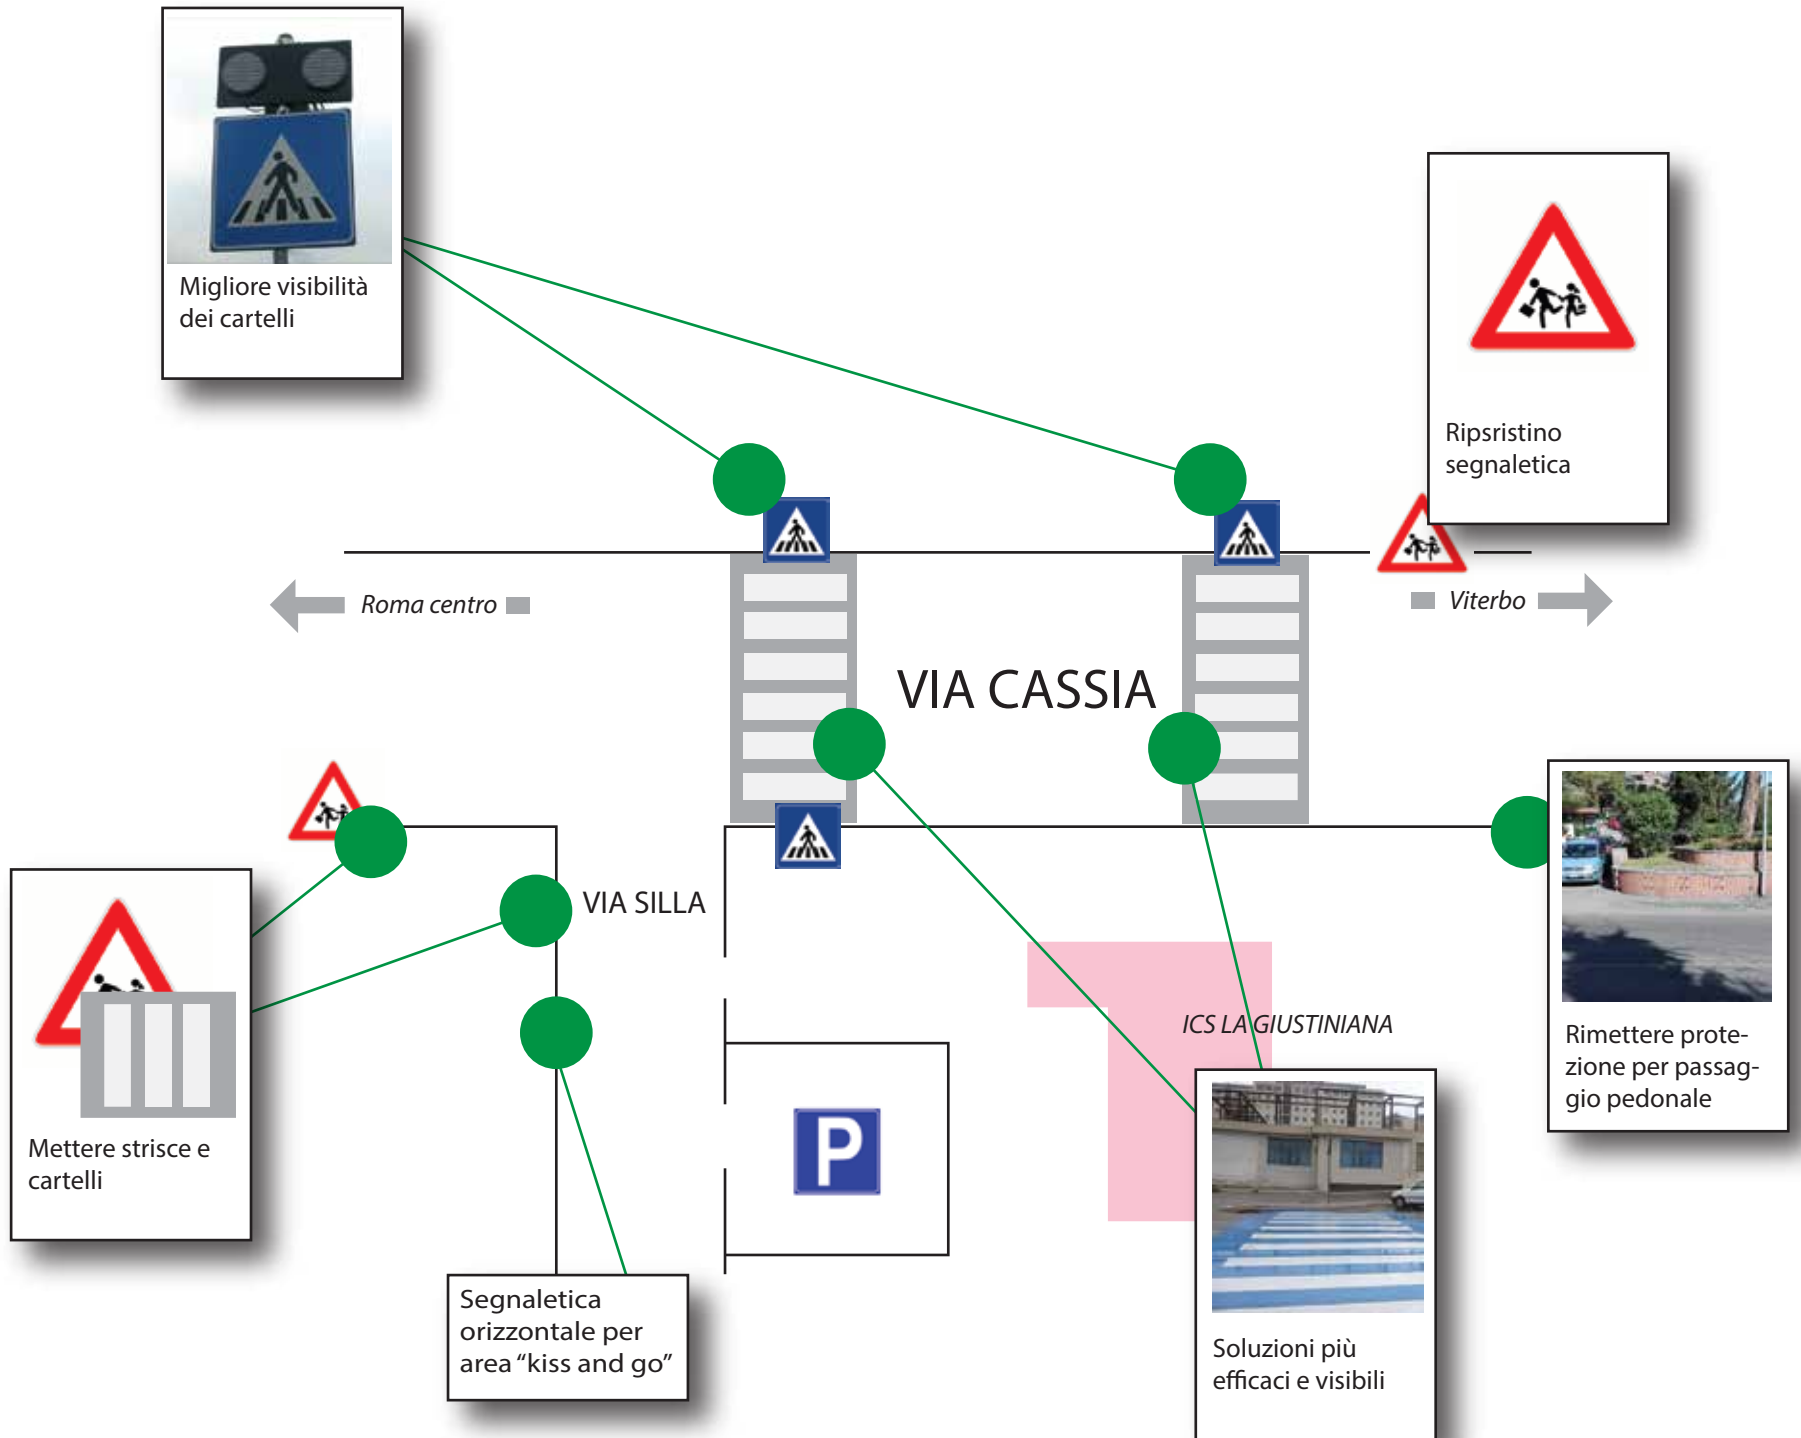 Migliore visibilità
dei cartelli
Ripsristino
segnaletica
Roma centro
Viterbo
VIA CASSIA
VIA SILLA
ICS LA GIUSTINIANA
Rimettere prote-
zione per passag-
gio pedonale
Mettere strisce e
cartelli
P
Segnaletica
orizzontale per
area “kiss and go”
Soluzioni più
efficaci e visibili